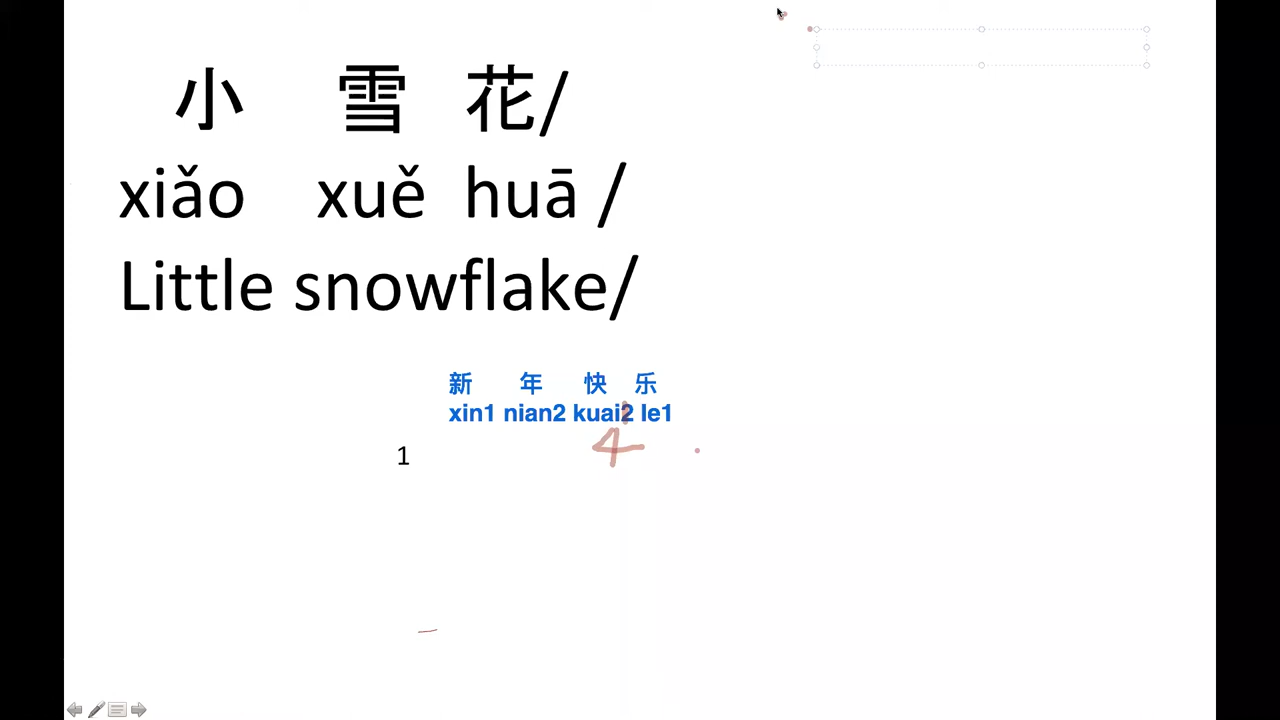 小 雪 花/
xiǎo xuě huā /
Little snowflake/
新 年 快 乐
xin1 nian2 kuai2 le1
4
1